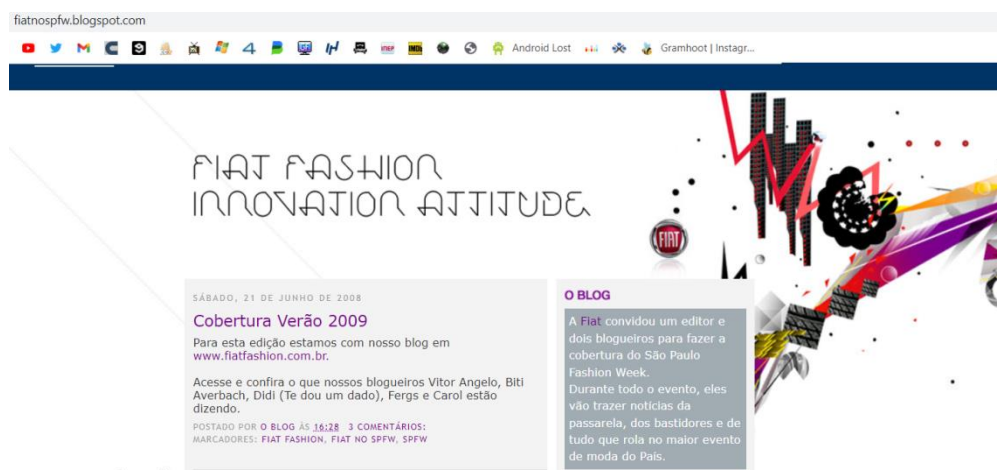 fiatnospfw.blogspot.com
Android Lost
Gramhoot | Instagr...
FIAT FASHION
INNOVATION ATTITUDE
FIAT
SÁBADO, 21 DE JUNHO DE 2008
Cobertura Verão 2009
Para esta edição estamos com nosso blog em
www.fiatfashion.com.br.
Acesse e confira o que nossos blogueiros Vitor Angelo, Biti
Averbach, Didi (Te dou um dado), Fergs e Carol estão
dizendo.
POSTADO POR O BLOG ÀS 16:28 3 COMENTÁRIOS:
MARCADORES: FIAT FASHION, FIAT NO SPFW, SPFW
O BLOG
A Fiat convidou um editor e
dois blogueiros para fazer a
cobertura do São Paulo
Fashion Week.
Durante todo o evento, eles
vão trazer notícias da
passarela, dos bastidores e de
tudo que rola no maior evento
de moda do País.